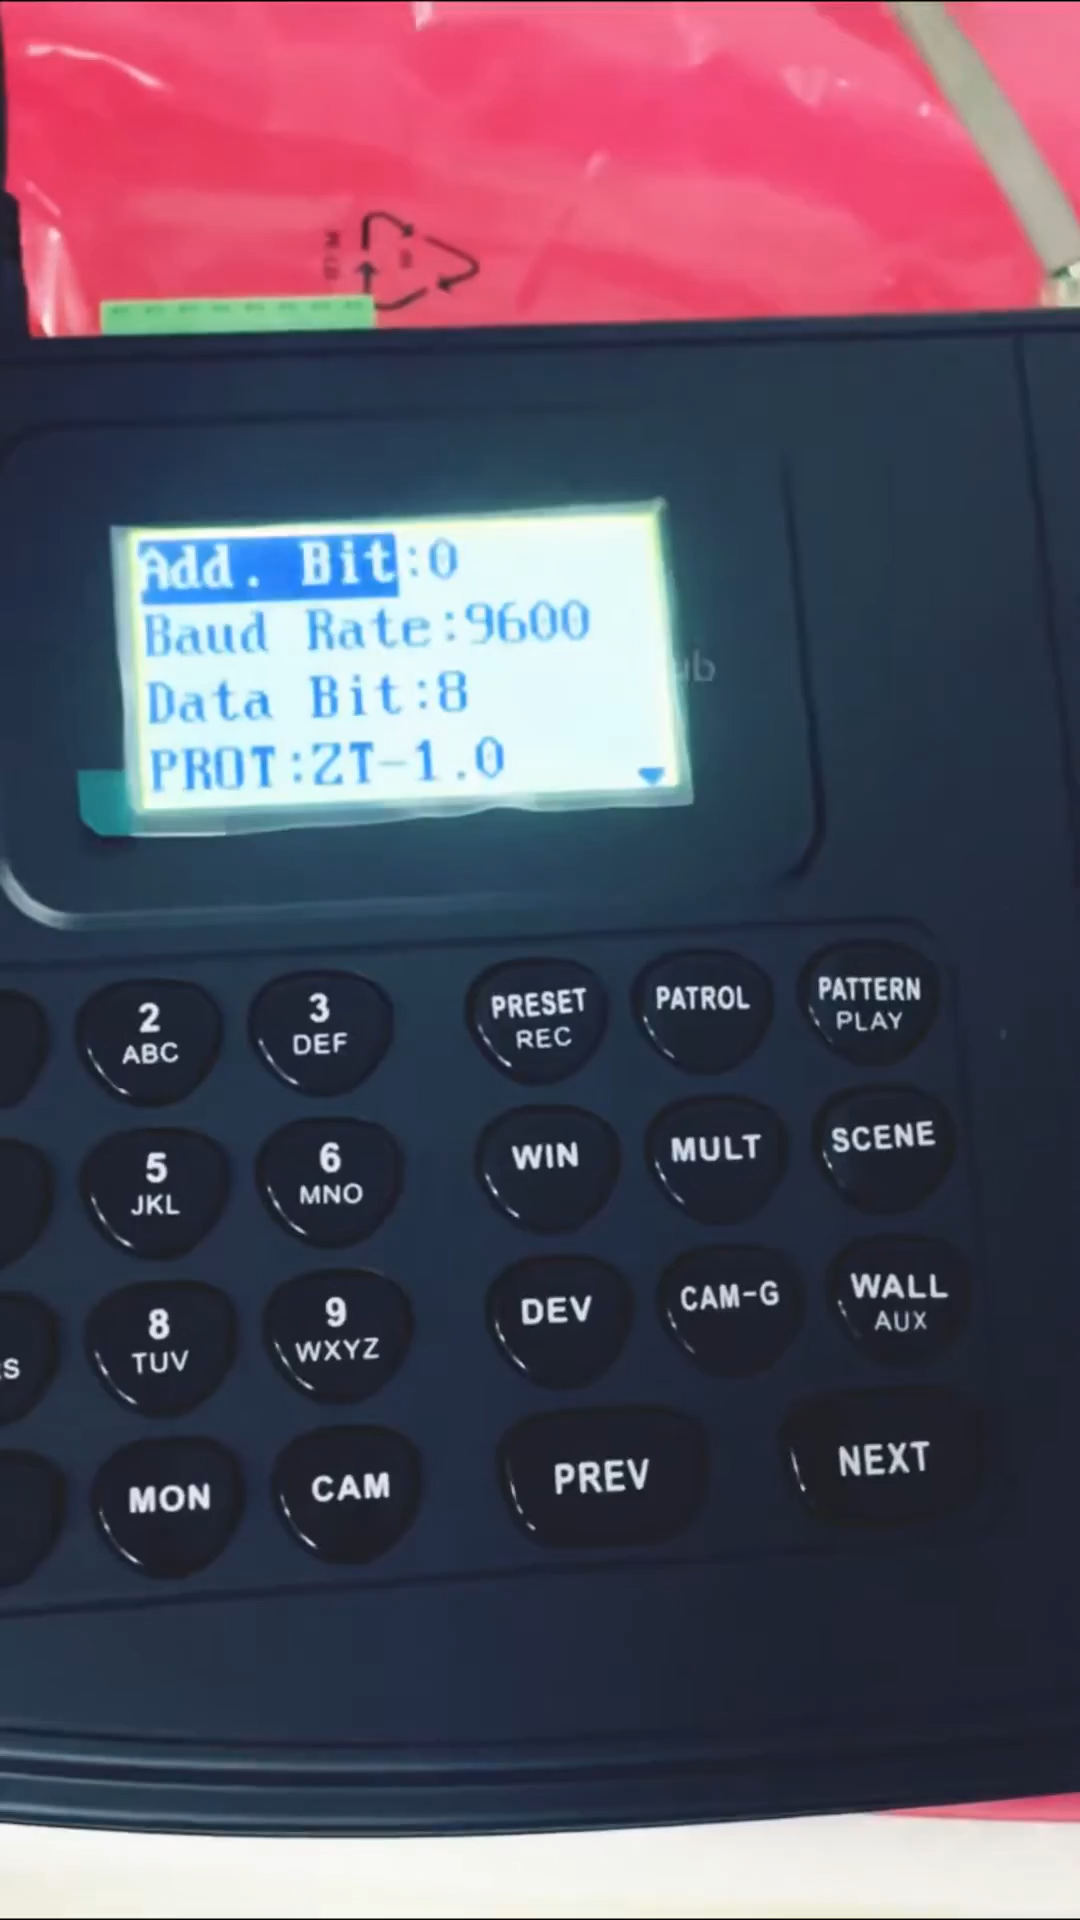 Add. Bit:0
Baud Rate:9600
Data Bit:8
PROT:ZT-1.0
2
ABC
3
DEF
PRESET
REC
PATROL
PATTERN
PLAY
5
JKL
6
MNO
WIN
MULT
SCENE
8
TUV
9
WXYZ
DEV
CAM-G
WALL
AUX
MON
CAM
PREV
NEXT